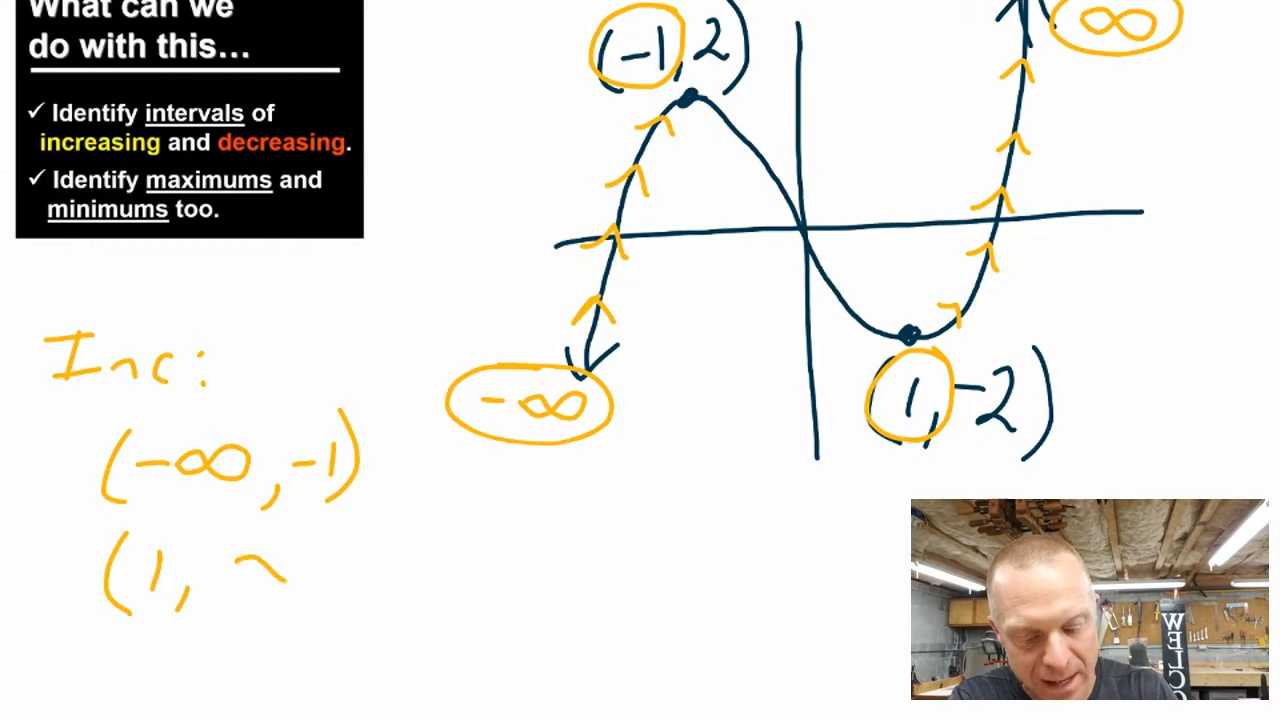 What can we
do with this…
✓ Identify intervals of
increasing and decreasing.
✓ Identify maximums and
minimums too.
(-1, 2)
∞
-∞
(1, -2)
Inc:
(-∞, -1)
(1,
WELCO